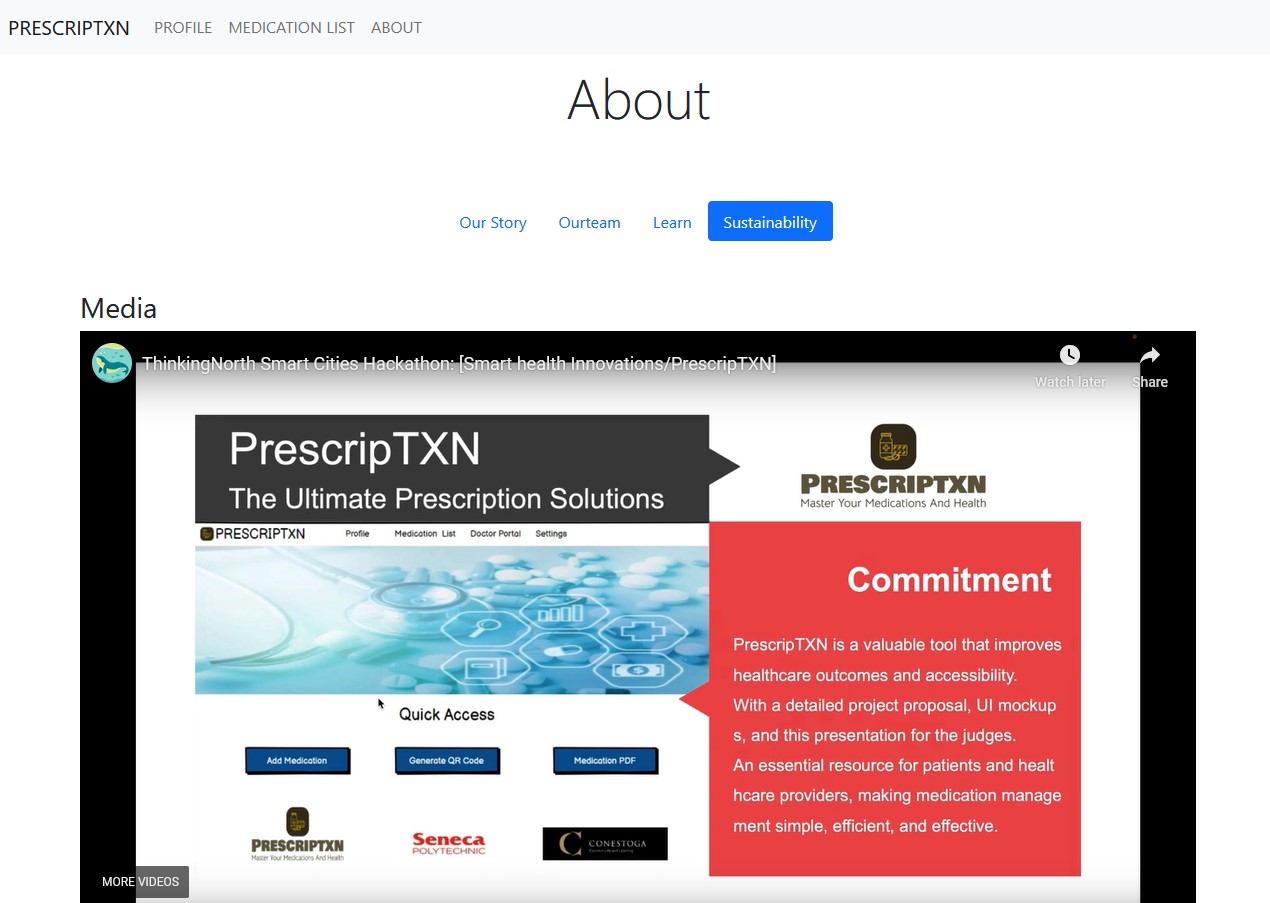 PRESCRIPTXN PROFILE MEDICATION LIST ABOUT
About
Our Story Ourteam Learn Sustainability
Media
ThinkingNorth Smart Cities Hackathon: [Smart health Innovations/PrescripTXN]
Watch later Share
PrescripTXN
The Ultimate Prescription Solutions
PRESCRIPTXN
Master Your Medications And Health
PRESCRIPTXN Profile Medication List Doctor Portal Settings
Commitment
PrescripTXN is a valuable tool that improves
healthcare outcomes and accessibility.
With a detailed project proposal, UI mockup
s, and this presentation for the judges.
An essential resource for patients and healt
hcare providers, making medication manage
ment simple, efficient, and effective.
Quick Access
Add Medication Generate QR Code Medication PDF
PRESCRIPTXN
Master Your Medications And Health
Seneca
POLYTECHNIC
C CONESTOGA
MORE VIDEOS